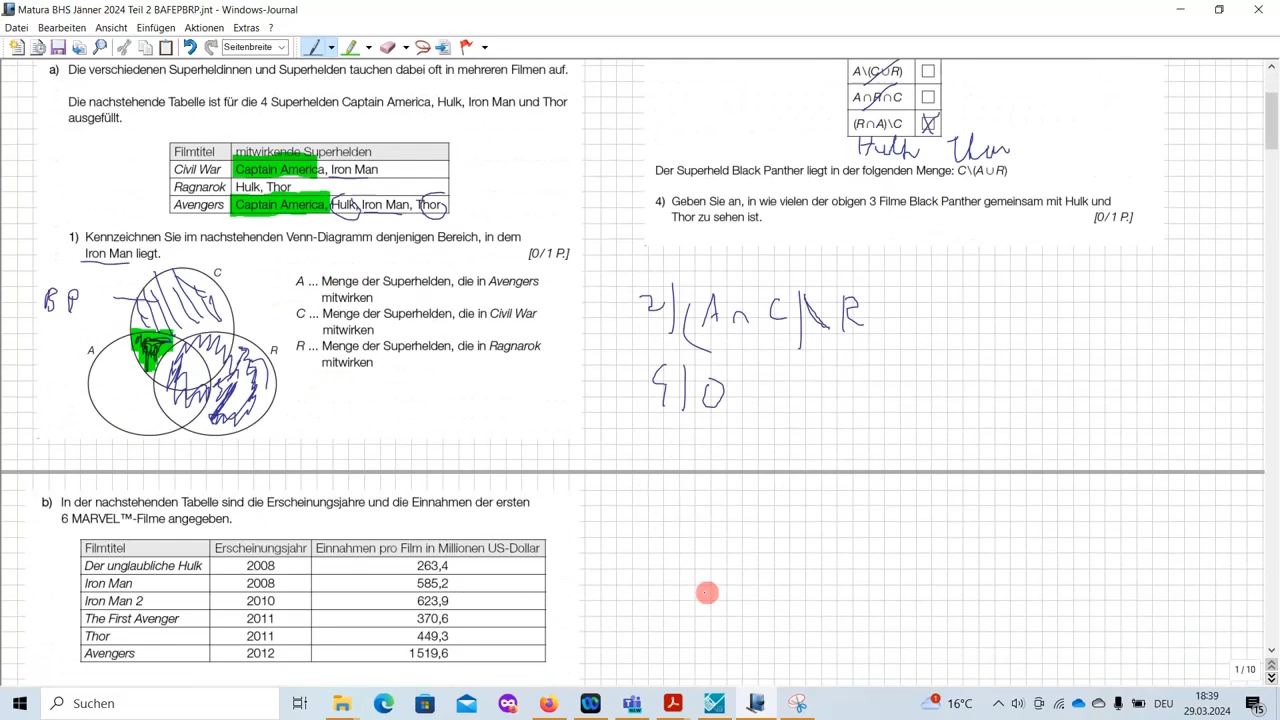 Matura BHS Jänner 2024 Teil 2 BAFEPBRP.jnt - Windows-Journal
Datei Bearbeiten Ansicht Einfügen Aktionen Extras ?
Seitenbreite
a) Die verschiedenen Superheldinnen und Superhelden tauchen dabei oft in mehreren Filmen auf.
Die nachstehende Tabelle ist für die 4 Superhelden Captain America, Hulk, Iron Man und Thor
ausgefüllt.
Filmtitel mitwirkende Superhelden
Civil War Captain America, Iron Man
Ragnarok Hulk, Thor
Avengers Captain America, Hulk, Iron Man, Thor
1) Kennzeichnen Sie im nachstehenden Venn-Diagramm denjenigen Bereich, in dem
Iron Man liegt. [0/1 P.]
B P
C
A
R
A ... Menge der Superhelden, die in Avengers
mitwirken
C ... Menge der Superhelden, die in Civil War
mitwirken
R ... Menge der Superhelden, die in Ragnarok
mitwirken
A\(C∪R)
A∩R∩C
(R∩A)\C X
Hulk Thor
Der Superheld Black Panther liegt in der folgenden Menge: C\(A∪R)
4) Geben Sie an, in wie vielen der obigen 3 Filme Black Panther gemeinsam mit Hulk und
Thor zu sehen ist. [0/1 P.]
2) (A ∩ C) \ R
4) 0
b) In der nachstehenden Tabelle sind die Erscheinungsjahre und die Einnahmen der ersten
6 MARVEL™-Filme angegeben.
Filmtitel Erscheinungsjahr Einnahmen pro Film in Millionen US-Dollar
Der unglaubliche Hulk 2008 263,4
Iron Man 2008 585,2
Iron Man 2 2010 623,9
The First Avenger 2011 370,6
Thor 2011 449,3
Avengers 2012 1 519,6
1 / 10
Suchen
NEW
1
16°C
DEU
18:39
29.03.2024
15